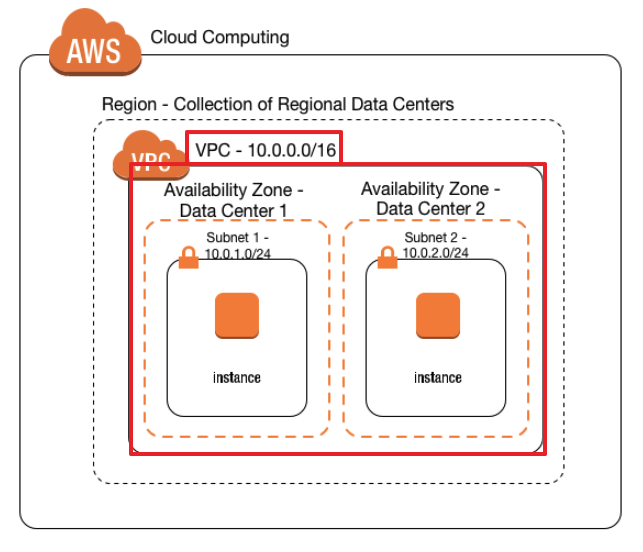 AWS
Cloud Computing
Region - Collection of Regional Data Centers
VPC
VPC - 10.0.0.0/16
Availability Zone -
Data Center 1
Availability Zone -
Data Center 2
Subnet 1 -
10.0.1.0/24
Subnet 2 -
10.0.2.0/24
instance
instance